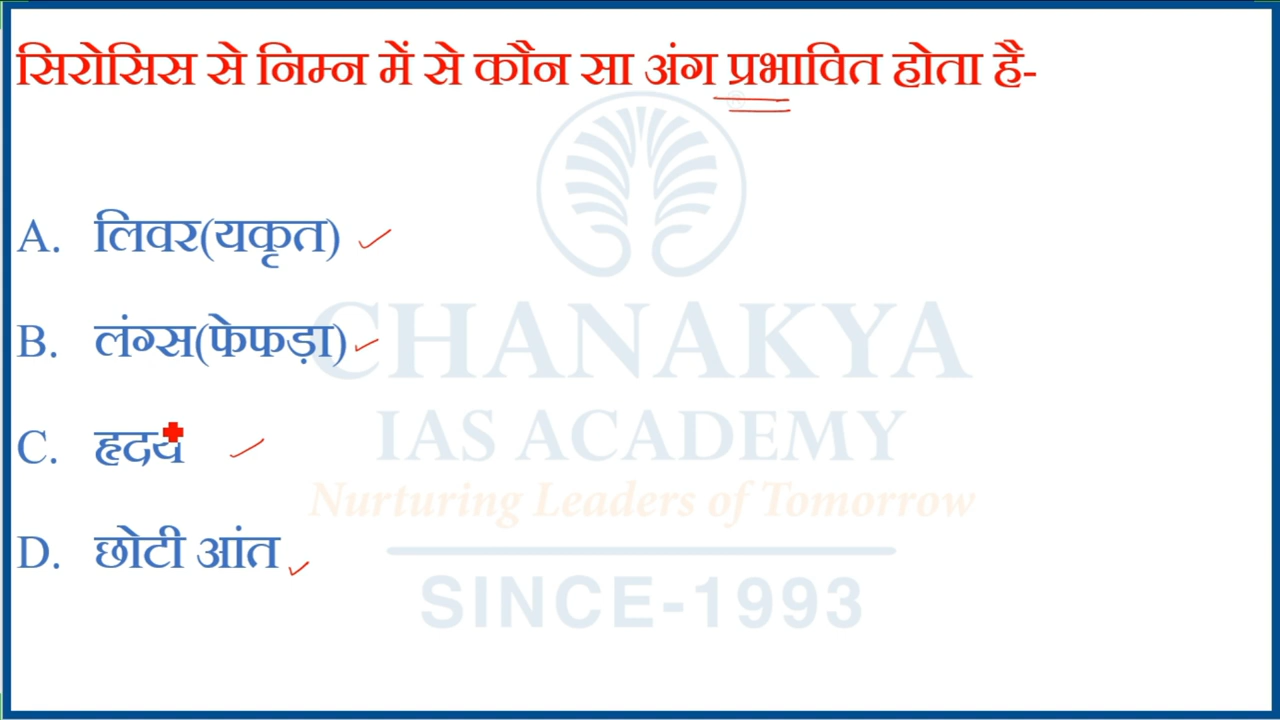 सिरोसिस से निम्न में से कौन सा अंग प्रभावित होता है-
A. लिवर(यकृत)
B. लंग्स(फेफड़ा)
C. हृदय
D. छोटी आंत
CHANAKYA
IAS ACADEMY
Nurturing Leaders of Tomorrow
SINCE-1993